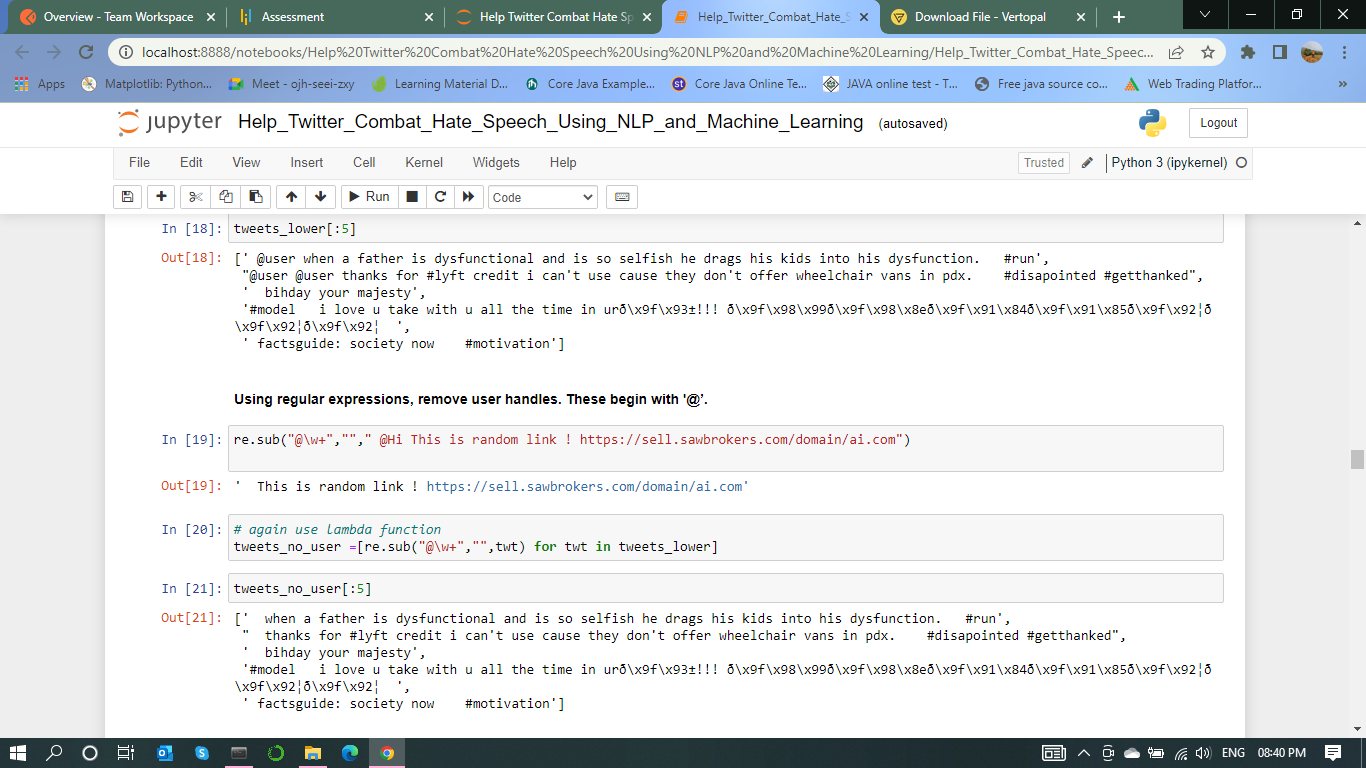 Overview - Team Workspace
Assessment
Help Twitter Combat Hate Sp
Help_Twitter_Combat_Hate_S
Download File - Vertopal
localhost:8888/notebooks/Help%20Twitter%20Combat%20Hate%20Speech%20Using%20NLP%20and%20Machine%20Learning/Help_Twitter_Combat_Hate_Speec...
Apps
Matplotlib: Python...
Meet - ojh-seei-zxy
Learning Material D...
Core Java Example...
Core Java Online Te...
JAVA online test - T...
Free java source co...
Web Trading Platfor...
»
jupyter Help_Twitter_Combat_Hate_Speech_Using_NLP_and_Machine_Learning (autosaved)
Logout
File Edit View Insert Cell Kernel Widgets Help
Trusted
Python 3 (ipykernel)
Run
Code
In [18]: tweets_lower[:5]
Out[18]: [' @user when a father is dysfunctional and is so selfish he drags his kids into his dysfunction.   #run',
"@user @user thanks for #lyft credit i can't use cause they don't offer wheelchair vans in pdx.    #disapointed #getthanked",
'  bihday your majesty',
'#model   i love u take with u all the time in urð\x9f\x93±!!! ð\x9f\x98\x99ð\x9f\x98\x8eð\x9f\x91\x84ð\x9f\x91\x85ð\x9f\x92¦ð
\x9f\x92¦ð\x9f\x92¦  ',
' factsguide: society now    #motivation']
Using regular expressions, remove user handles. These begin with '@’.
In [19]: re.sub("@\w+",""," @Hi This is random link ! https://sell.sawbrokers.com/domain/ai.com")
Out[19]: '  This is random link ! https://sell.sawbrokers.com/domain/ai.com'
In [20]: # again use lambda function
tweets_no_user =[re.sub("@\w+","",twt) for twt in tweets_lower]
In [21]: tweets_no_user[:5]
Out[21]: ['  when a father is dysfunctional and is so selfish he drags his kids into his dysfunction.   #run',
"  thanks for #lyft credit i can't use cause they don't offer wheelchair vans in pdx.    #disapointed #getthanked",
'  bihday your majesty',
'#model   i love u take with u all the time in urð\x9f\x93±!!! ð\x9f\x98\x99ð\x9f\x98\x8eð\x9f\x91\x84ð\x9f\x91\x85ð\x9f\x92¦ð
\x9f\x92¦ð\x9f\x92¦  ',
' factsguide: society now    #motivation']
ENG 08:40 PM